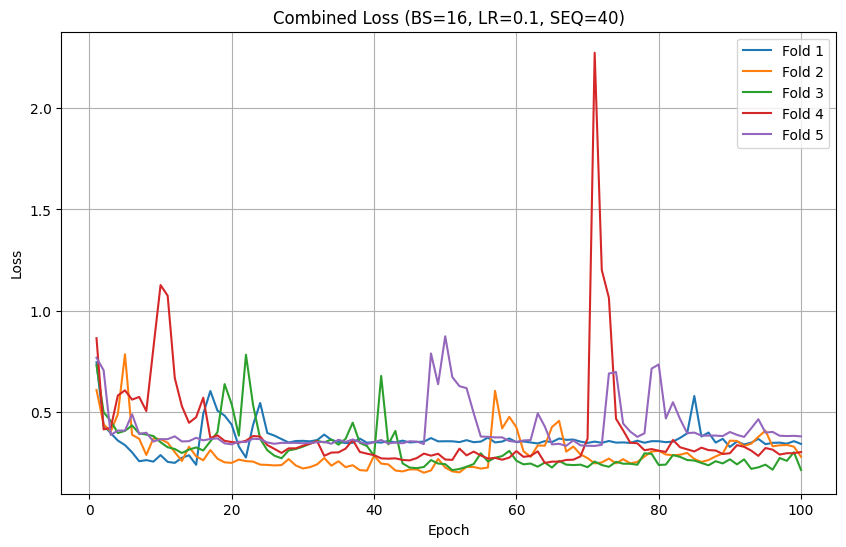 Combined Loss (BS=16, LR=0.1, SEQ=40)
Fold 1
Fold 2
Fold 3
Fold 4
Fold 5
2.0
1.5
1.0
0.5
Loss
0 20 40 60 80 100
Epoch